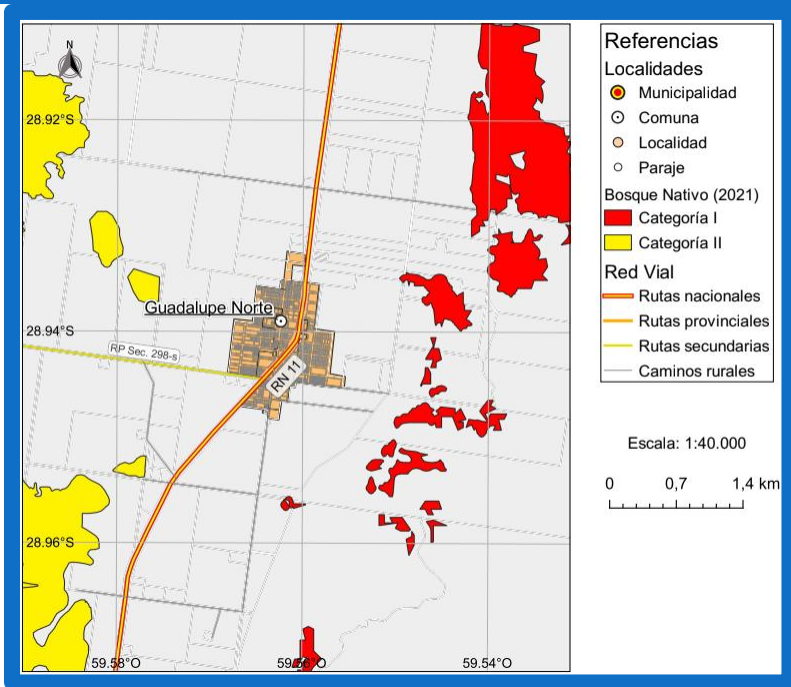 N
28.92°S
Guadalupe Norte
28.94°S
RP Sec. 298-s
RN 11
28.96°S
59.58°O
59.56°O
59.54°O
Referencias
Localidades
Municipalidad
Comuna
Localidad
Paraje
Bosque Nativo (2021)
Categoría I
Categoría II
Red Vial
Rutas nacionales
Rutas provinciales
Rutas secundarias
Caminos rurales
Escala: 1:40.000
0 0,7 1,4 km